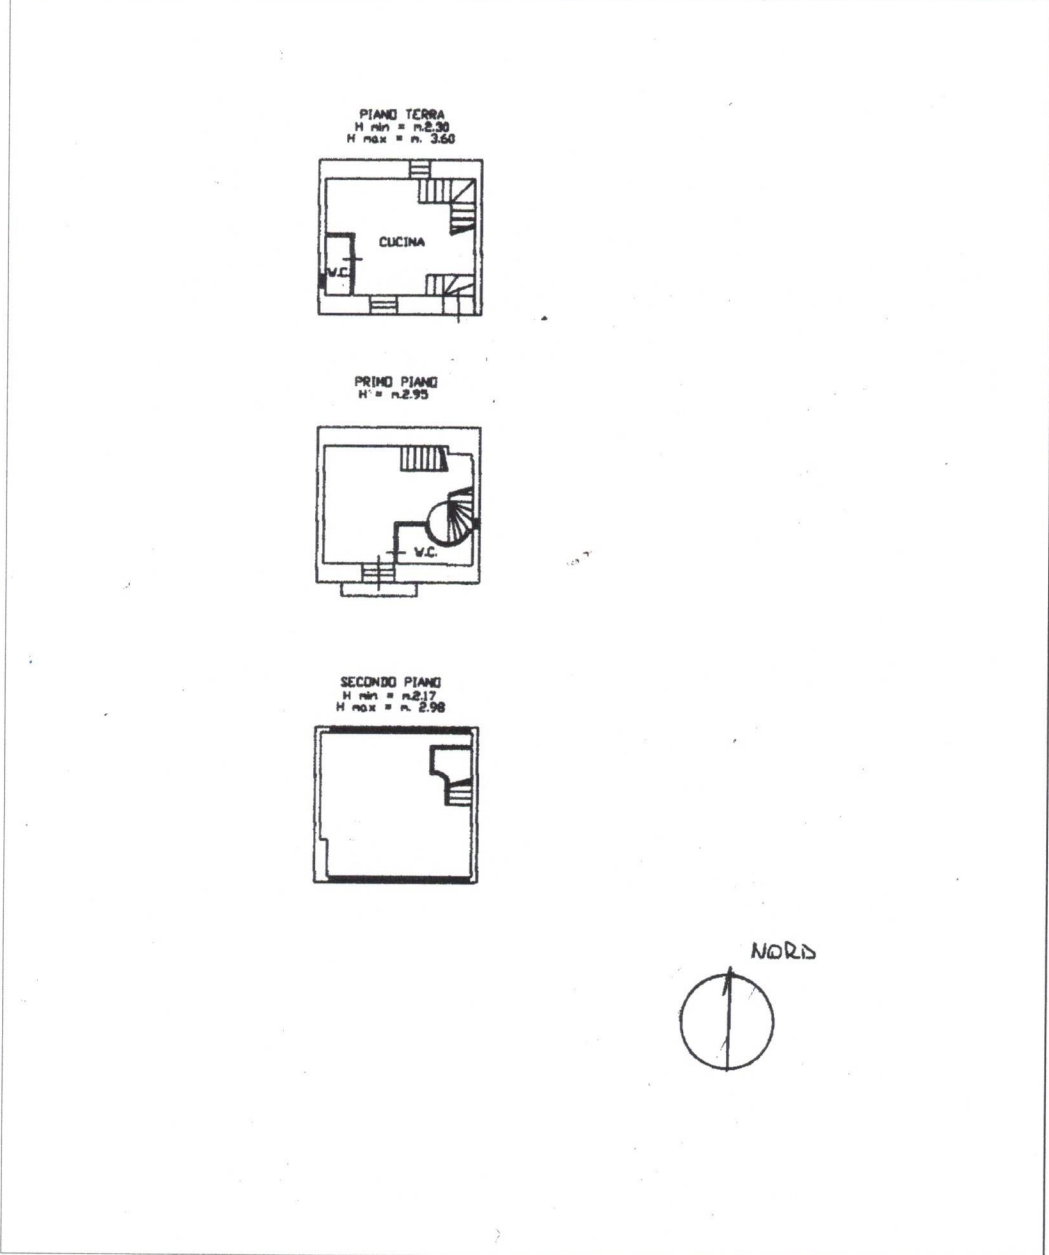 PIANO TERRA
H min = m.2.30
H max = m. 3.60
CUCINA
W.C.
PRIMO PIANO
H = m.2.95
W.C.
SECONDO PIANO
H min = m.2.17
H max = m. 2.98
NORD